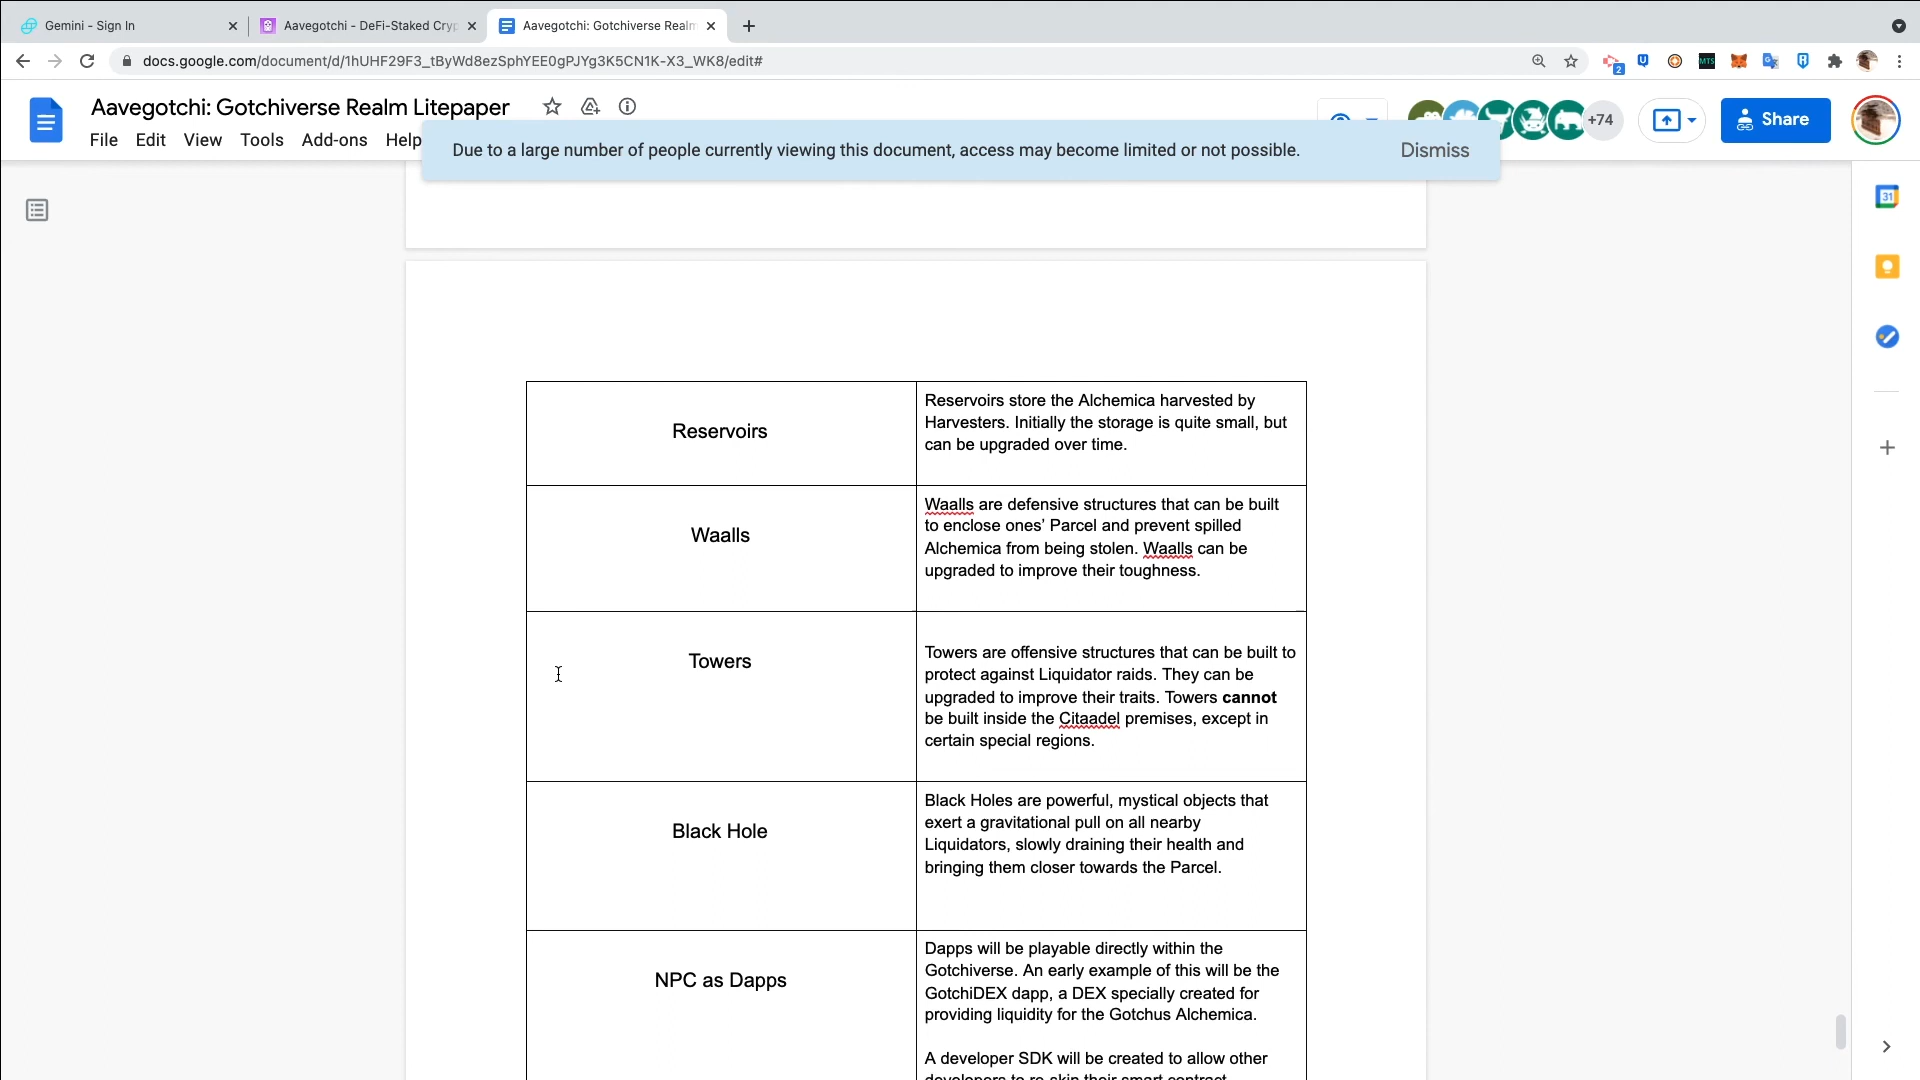 Gemini - Sign In
Aavegotchi - DeFi-Staked Cryp
Aavegotchi: Gotchiverse Realm
docs.google.com/document/d/1hUHF29F3_tByWd8ezSphYEE0gPJYg3K5CN1K-X3_WK8/edit#
2
MTS
Aavegotchi: Gotchiverse Realm Litepaper
File Edit View Tools Add-ons Help
+74
Share
Due to a large number of people currently viewing this document, access may become limited or not possible.
Dismiss
31
Reservoirs
Reservoirs store the Alchemica harvested by
Harvesters. Initially the storage is quite small, but
can be upgraded over time.
Waalls
Waalls are defensive structures that can be built
to enclose ones’ Parcel and prevent spilled
Alchemica from being stolen. Waalls can be
upgraded to improve their toughness.
Towers
Towers are offensive structures that can be built to
protect against Liquidator raids. They can be
upgraded to improve their traits. Towers cannot
be built inside the Citaadel premises, except in
certain special regions.
Black Hole
Black Holes are powerful, mystical objects that
exert a gravitational pull on all nearby
Liquidators, slowly draining their health and
bringing them closer towards the Parcel.
NPC as Dapps
Dapps will be playable directly within the
Gotchiverse. An early example of this will be the
GotchiDEX dapp, a DEX specially created for
providing liquidity for the Gotchus Alchemica.
A developer SDK will be created to allow other
developers to re-skin their smart contract